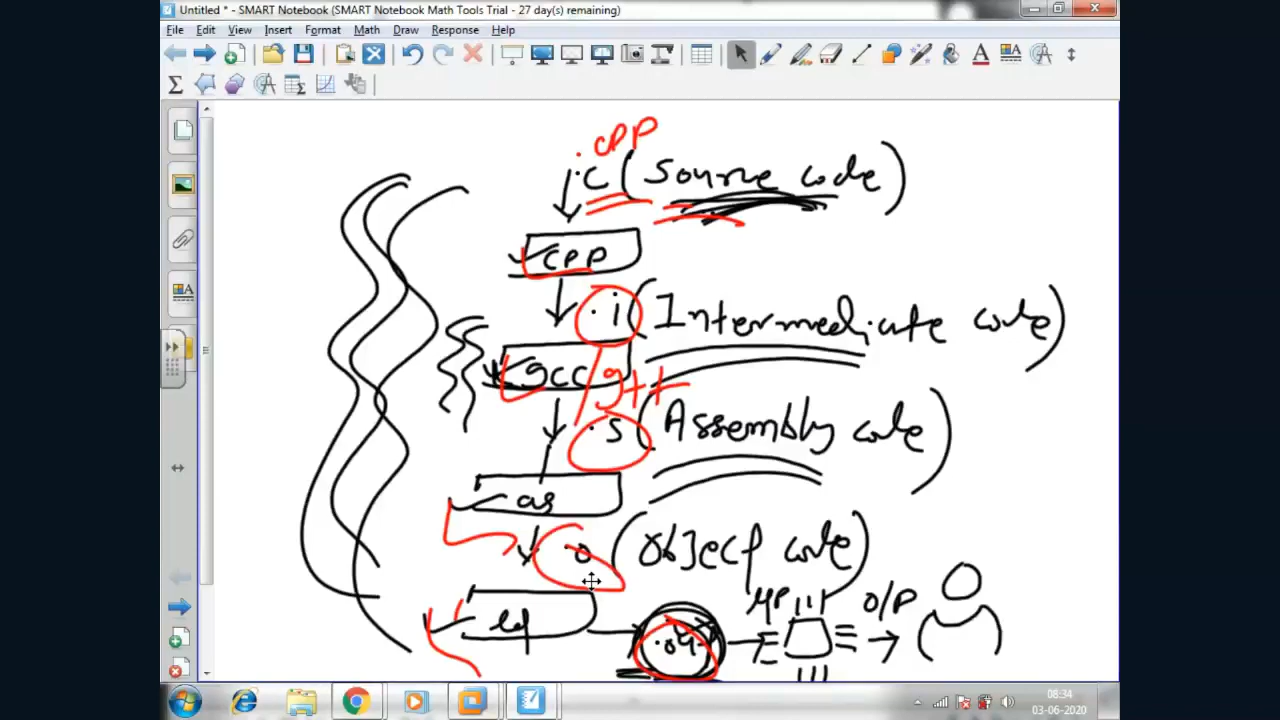 Untitled * - SMART Notebook (SMART Notebook Math Tools Trial - 27 day(s) remaining)
File Edit View Insert Format Math Draw Response Help
.cpp
.c (Source code)
cpp
.i (Intermediate code)
gcc / g++
.s (Assembly code)
as
.o (Object code)
µP O/P
ld
08:34
03-06-2020